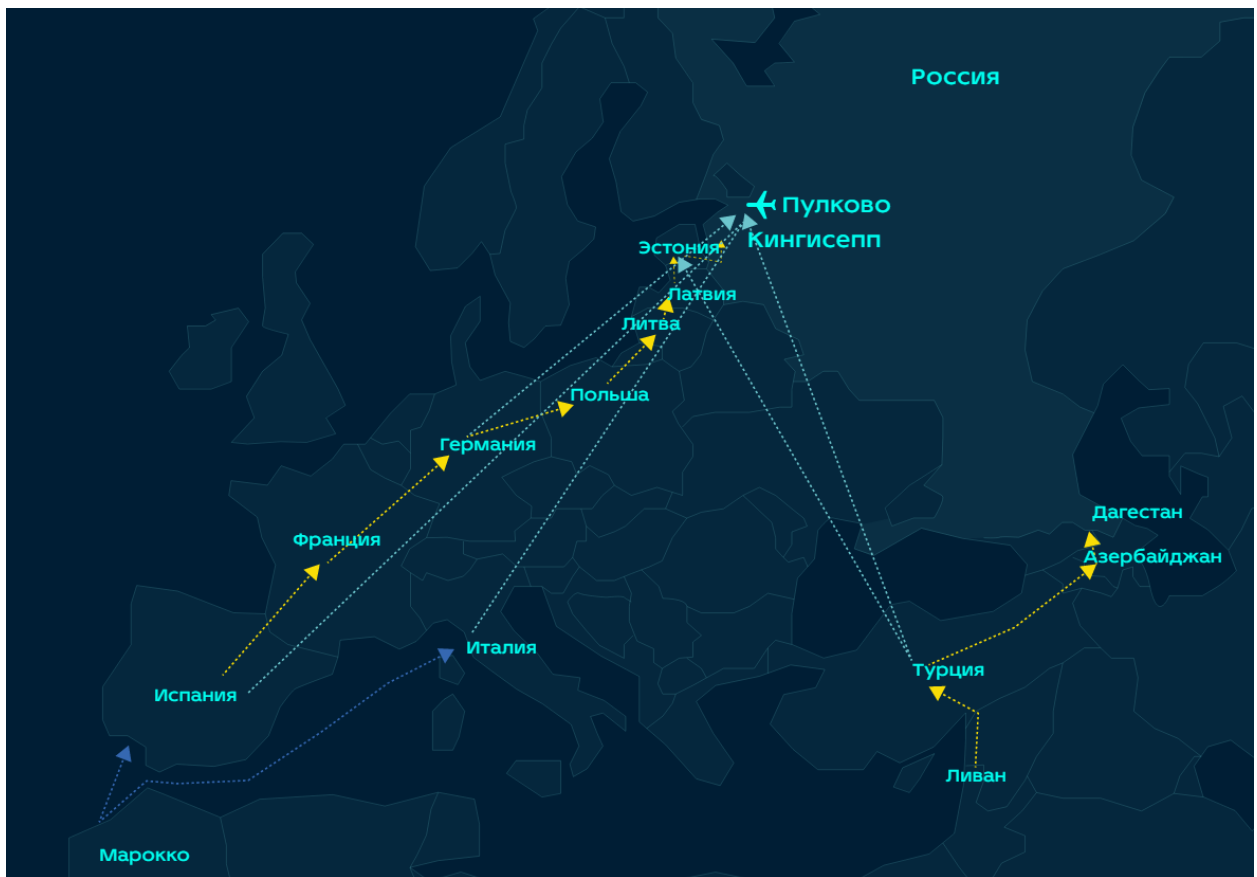 Россия
Пулково
Кингисепп
Эстония
Латвия
Литва
Польша
Германия
Дагестан
Франция
Азербайджан
Италия
Турция
Испания
Ливан
Марокко